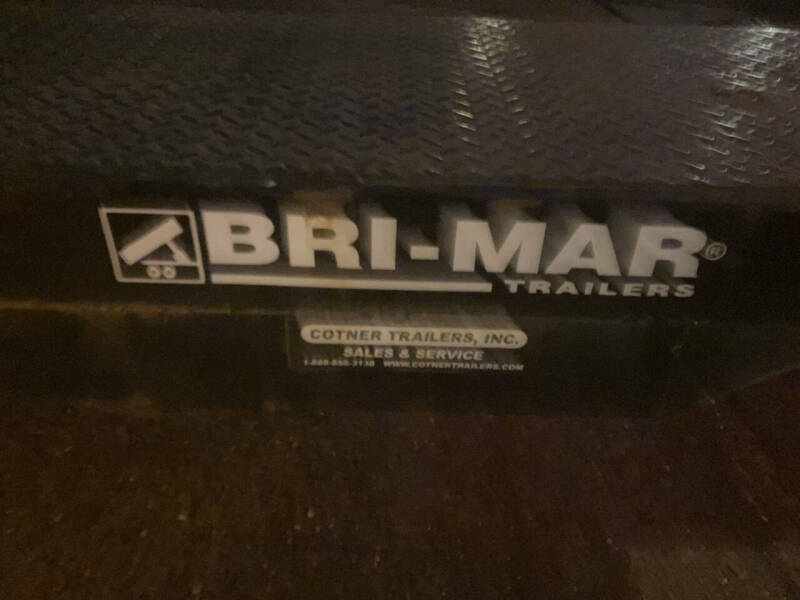 BRI-MAR®
TRAILERS
COTNER TRAILERS, INC.
SALES & SERVICE
WWW.COTNERTRAILERS.COM